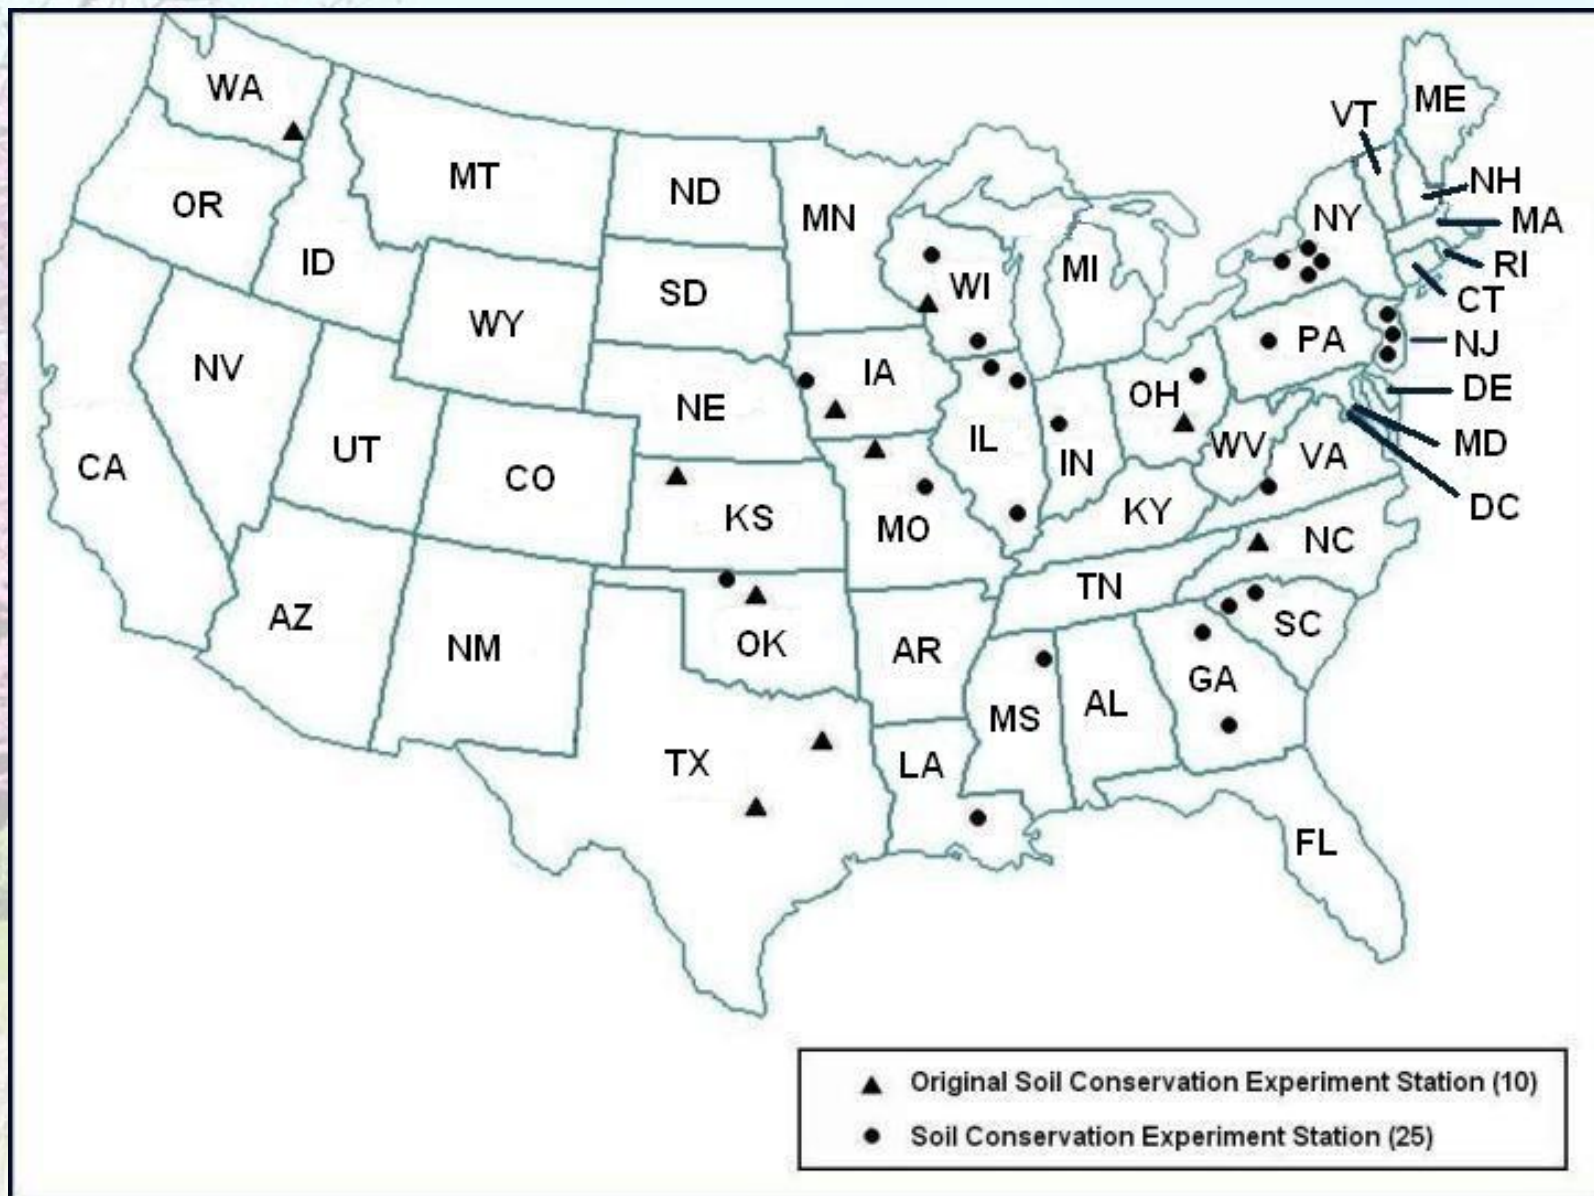 WA
ME
VT
MT
NH
ND
OR
MN
NY
MA
ID
MI
RI
WI
SD
CT
WY
PA
NJ
NV
IA
OH
DE
NE
IL
WV
MD
UT
VA
CA
IN
CO
DC
KY
KS
MO
NC
TN
AZ
SC
OK
NM
AR
GA
AL
MS
TX
LA
FL
Original Soil Conservation Experiment Station (10)
Soil Conservation Experiment Station (25)